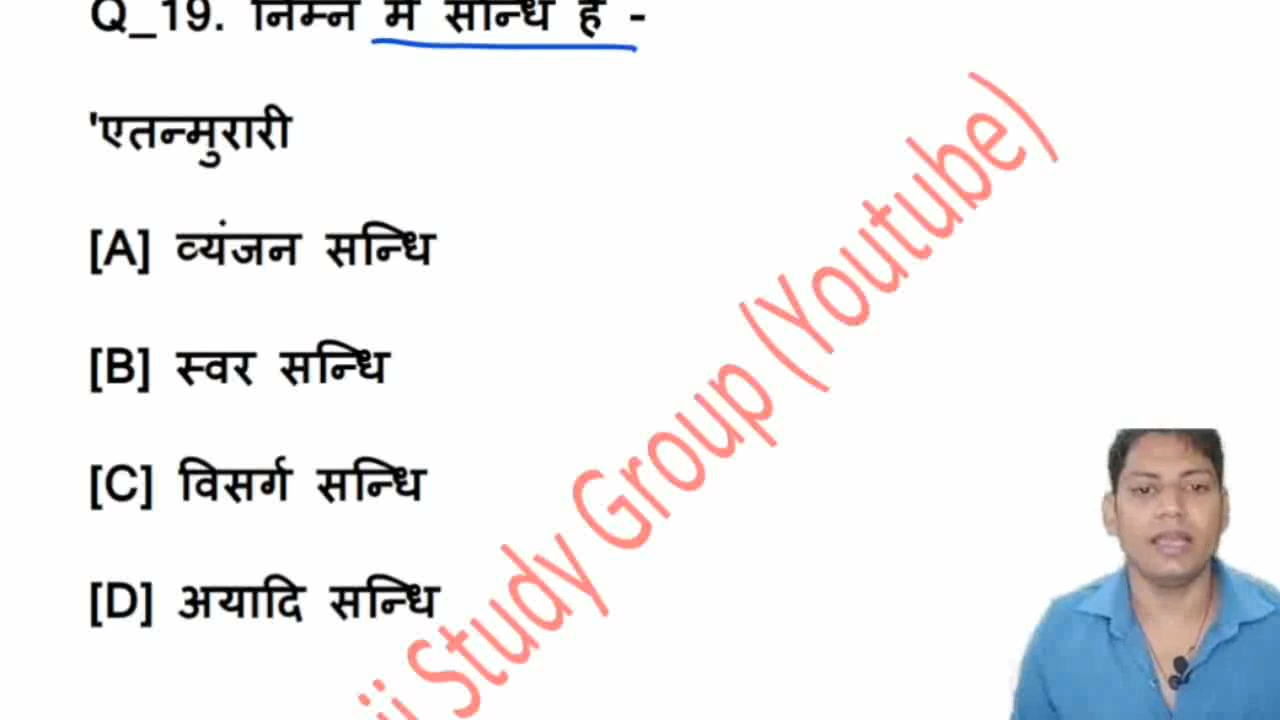 Q_19. निम्न में सन्धि है -
'एतन्मुरारी
[A] व्यंजन सन्धि
[B] स्वर सन्धि
[C] विसर्ग सन्धि
[D] अयादि सन्धि
Study Group (Youtube)